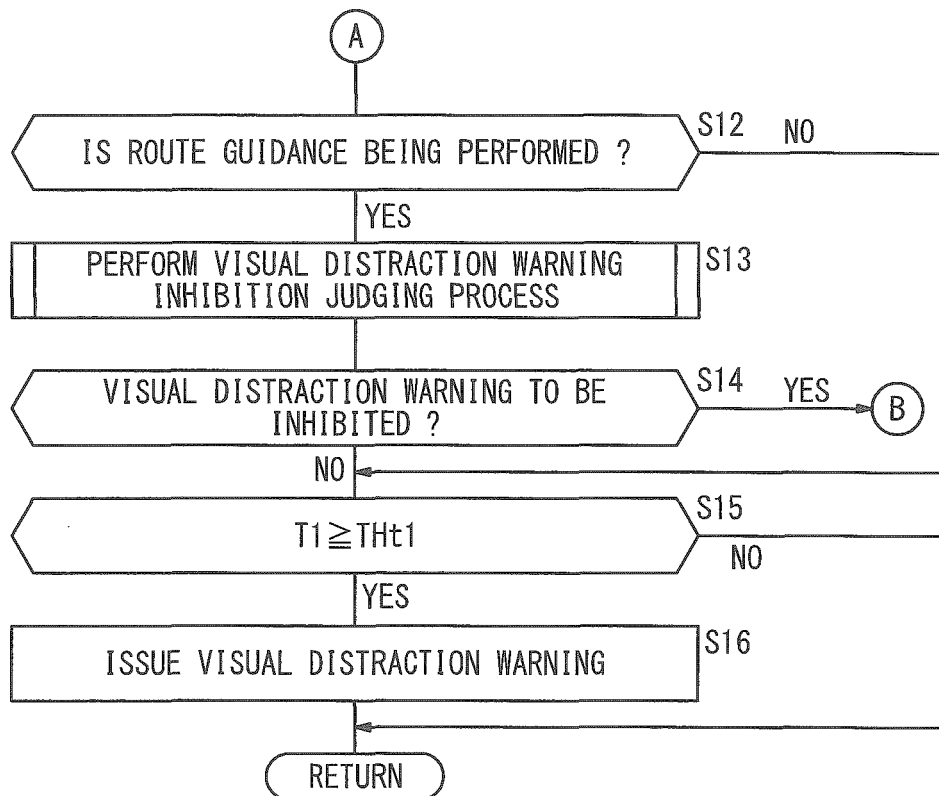 A
IS ROUTE GUIDANCE BEING PERFORMED ?
S12
NO
YES
PERFORM VISUAL DISTRACTION WARNING
INHIBITION JUDGING PROCESS
S13
VISUAL DISTRACTION WARNING TO BE
INHIBITED ?
S14
YES
B
NO
T1≧THt1
S15
NO
YES
ISSUE VISUAL DISTRACTION WARNING
S16
RETURN